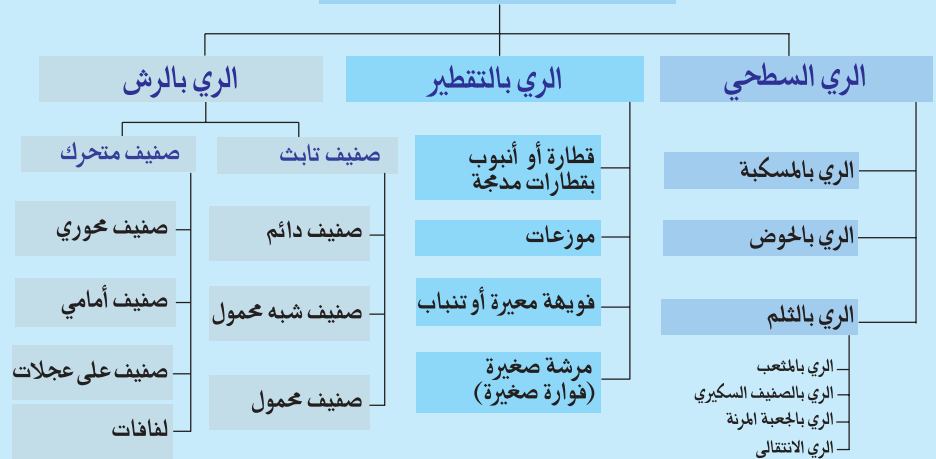 الري السطحي
الري بالمسكبة
الري بالحوض
الري بالثلم
الري بالمثعب
الري بالصفيف السكيري
الري بالجعبة المرنة
الري الانتقالي
الري بالتقطير
قطارة أو أنبوب
بقطارات مدمجة
موزعات
فويهة معيرة أو تنباب
مرشة صغيرة
(فوارة صغيرة)
الري بالرش
صفيف تابث
صفيف دائم
صفيف شبه محمول
صفيف محمول
صفيف متحرك
صفيف محوري
صفيف أمامي
صفيف على عجلات
لفافات